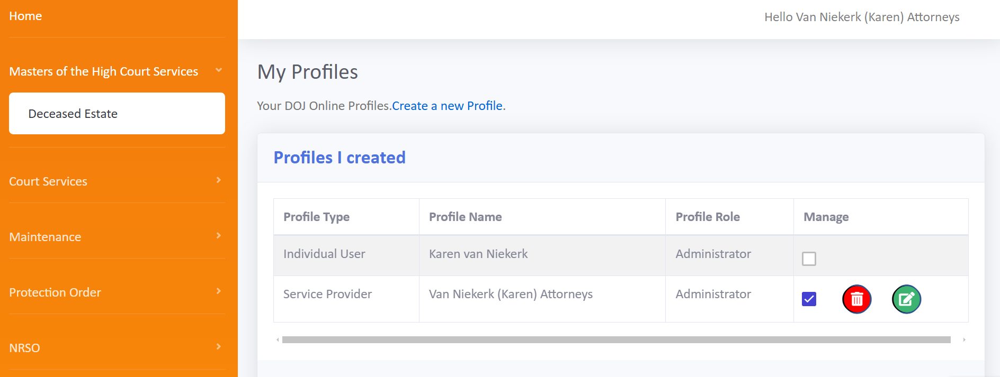 Home
Hello Van Niekerk (Karen) Attorneys
Masters of the High Court Services
Deceased Estate
Court Services
Maintenance
Protection Order
NRSO
My Profiles
Your DOJ Online Profiles.Create a new Profile.
Profiles I created
Profile Type Profile Name Profile Role Manage
Individual User Karen van Niekerk Administrator
Service Provider Van Niekerk (Karen) Attorneys Administrator